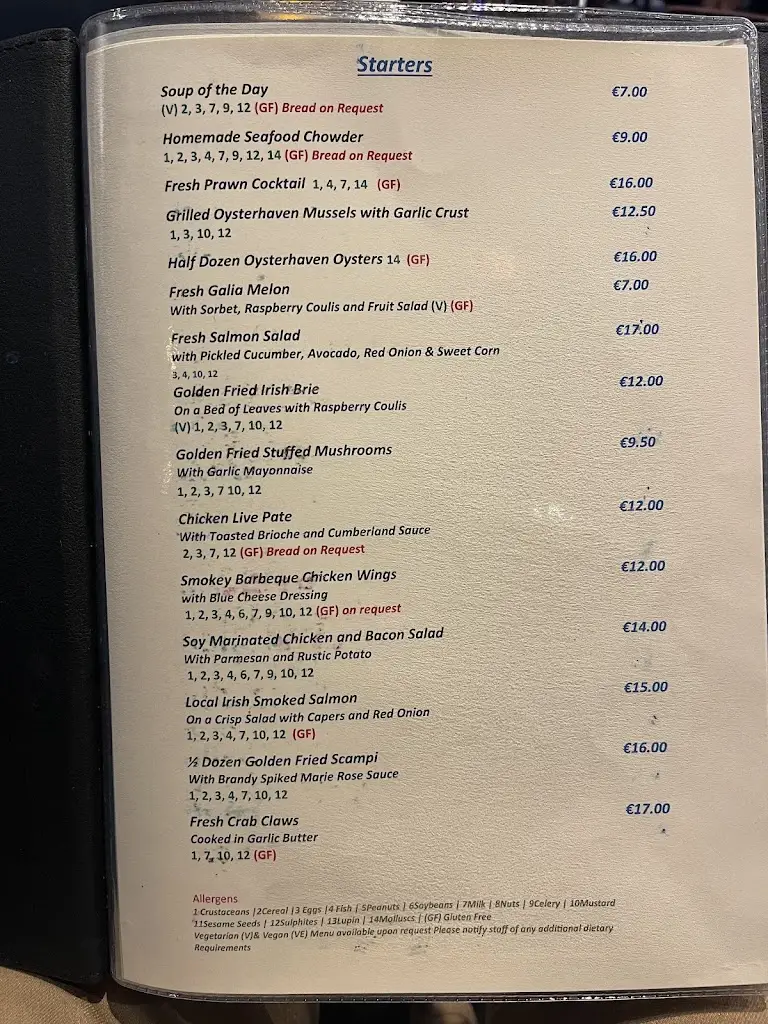 Starters
Soup of the Day €7.00
(V) 2, 3, 7, 9, 12 (GF) Bread on Request
Homemade Seafood Chowder €9.00
1, 2, 3, 4, 7, 9, 12, 14 (GF) Bread on Request
Fresh Prawn Cocktail 1, 4, 7, 14 (GF) €16.00
Grilled Oysterhaven Mussels with Garlic Crust €12.50
1, 3, 10, 12
Half Dozen Oysterhaven Oysters 14 (GF) €16.00
Fresh Galia Melon €7.00
With Sorbet, Raspberry Coulis and Fruit Salad (V) (GF)
Fresh Salmon Salad €17.00
with Pickled Cucumber, Avocado, Red Onion & Sweet Corn
3, 4, 10, 12
Golden Fried Irish Brie €12.00
On a Bed of Leaves with Raspberry Coulis
(V) 1, 2, 3, 7, 10, 12
Golden Fried Stuffed Mushrooms €9.50
With Garlic Mayonnaise
1, 2, 3, 7 10, 12
Chicken Live Pate €12.00
With Toasted Brioche and Cumberland Sauce
2, 3, 7, 12 (GF) Bread on Request
Smokey Barbeque Chicken Wings €12.00
with Blue Cheese Dressing
1, 2, 3, 4, 6, 7, 9, 10, 12 (GF) on request
Soy Marinated Chicken and Bacon Salad €14.00
With Parmesan and Rustic Potato
1, 2, 3, 4, 6, 7, 9, 10, 12
Local Irish Smoked Salmon €15.00
On a Crisp Salad with Capers and Red Onion
1, 2, 3, 4, 7, 10, 12 (GF)
½ Dozen Golden Fried Scampi €16.00
With Brandy Spiked Marie Rose Sauce
1, 2, 3, 4, 7, 10, 12
Fresh Crab Claws €17.00
Cooked in Garlic Butter
1, 7, 10, 12 (GF)
Allergens
1 Crustaceans |2Cereal |3 Eggs |4 Fish | 5Peanuts | 6Soybeans | 7Milk | 8Nuts | 9Celery | 10Mustard
11Sesame Seeds | 12Sulphites | 13Lupin | 14Molluscs | (GF) Gluten Free
Vegetarian (V)& Vegan (VE) Menu available upon request Please notify staff of any additional dietary
Requirements